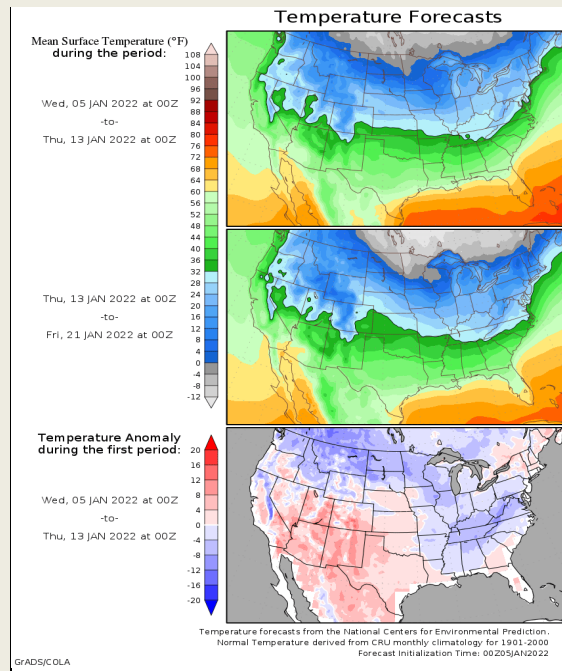 Temperature Forecasts
Mean Surface Temperature (°F)
during the period:
Wed, 05 JAN 2022 at 00Z
-to-
Thu, 13 JAN 2022 at 00Z
108
104
100
96
92
88
84
80
76
72
68
64
60
56
52
48
44
40
36
32
30
28
24
20
16
12
8
4
0
-4
-8
-12
Thu, 13 JAN 2022 at 00Z
-to-
Fri, 21 JAN 2022 at 00Z
Temperature Anomaly
during the first period:
Wed, 05 JAN 2022 at 00Z
-to-
Thu, 13 JAN 2022 at 00Z
20
16
12
8
4
0
-4
-8
-12
-16
-20
Temperature forecasts from the National Centers for Environmental Prediction.
Normal Temperature derived from CRU monthly climatology for 1901-2000
Forecast Initialization Time: 00Z05JAN2022
GrADS/COLA